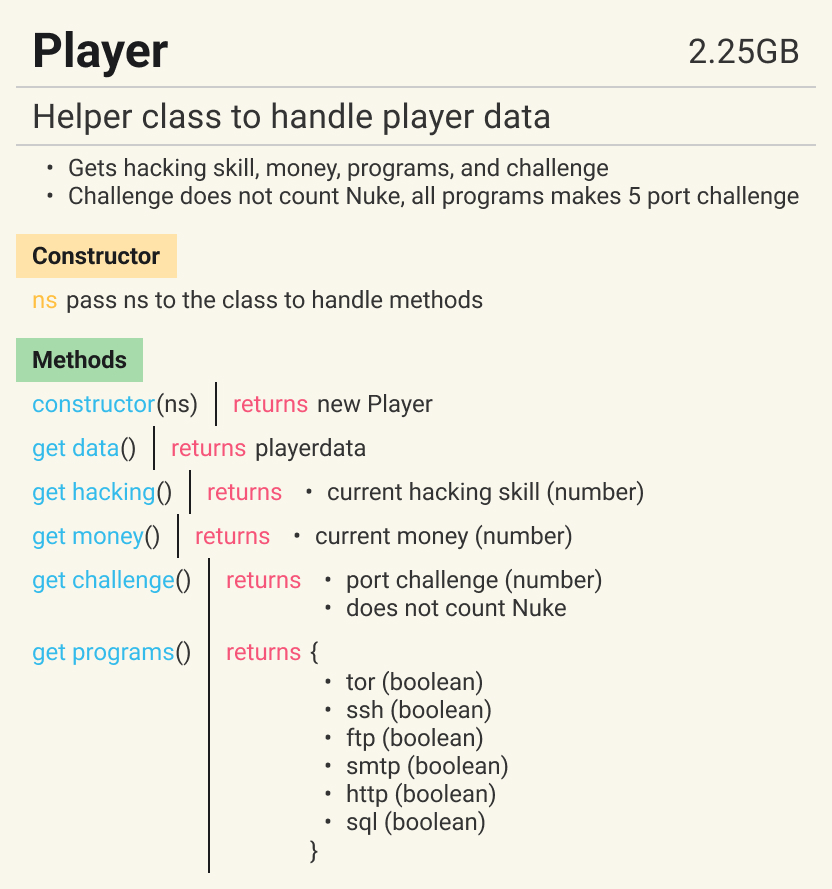 Player 2.25GB
Helper class to handle player data
• Gets hacking skill, money, programs, and challenge
• Challenge does not count Nuke, all programs makes 5 port challenge
Constructor
ns pass ns to the class to handle methods
Methods
constructor(ns) returns new Player
get data() returns playerdata
get hacking() returns • current hacking skill (number)
get money() returns • current money (number)
get challenge() returns • port challenge (number)
• does not count Nuke
get programs() returns {
• tor (boolean)
• ssh (boolean)
• ftp (boolean)
• smtp (boolean)
• http (boolean)
• sql (boolean)
}